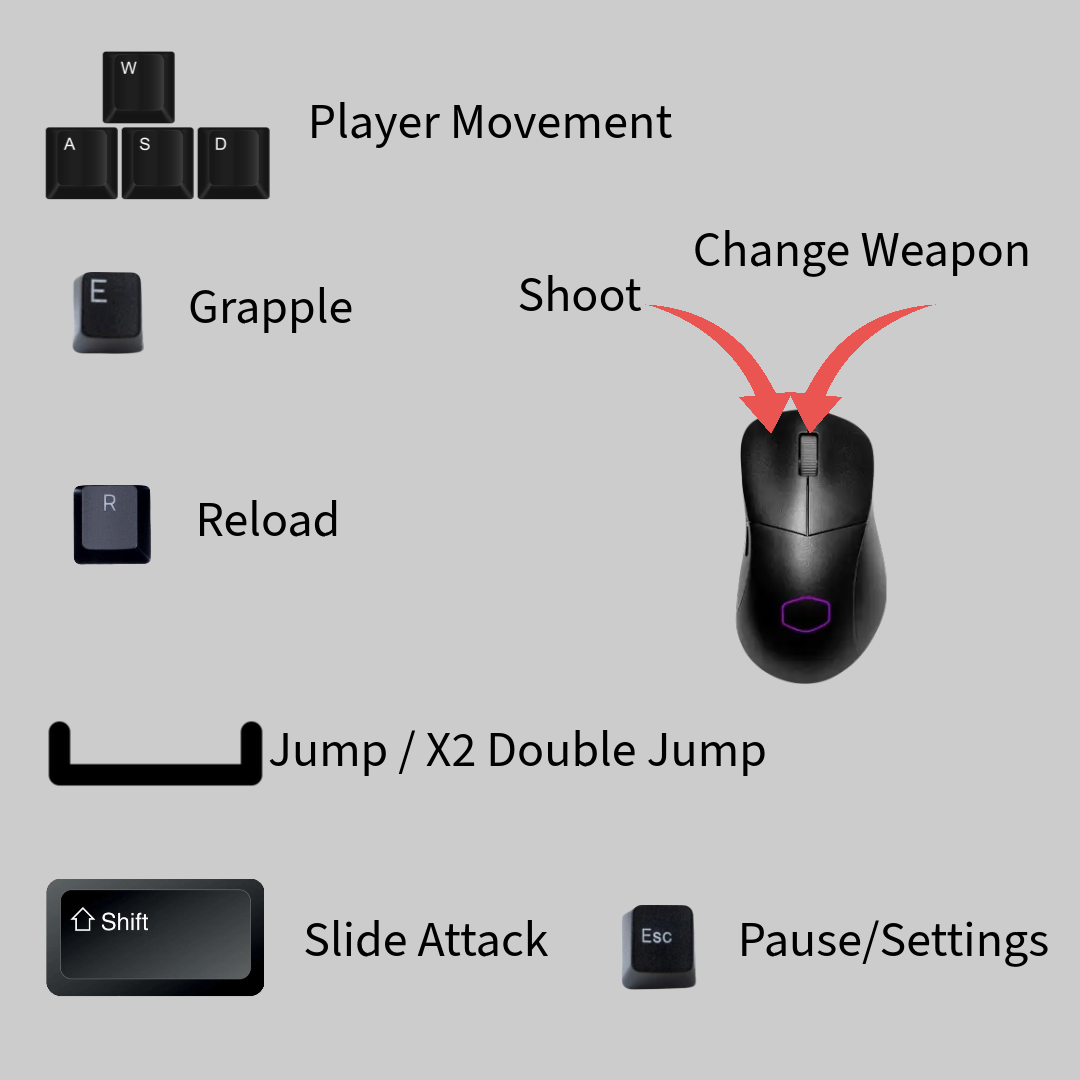 W
A S D
Player Movement
E
Grapple
Shoot
Change Weapon
R
Reload
Jump / X2 Double Jump
Shift
Slide Attack
Esc
Pause/Settings